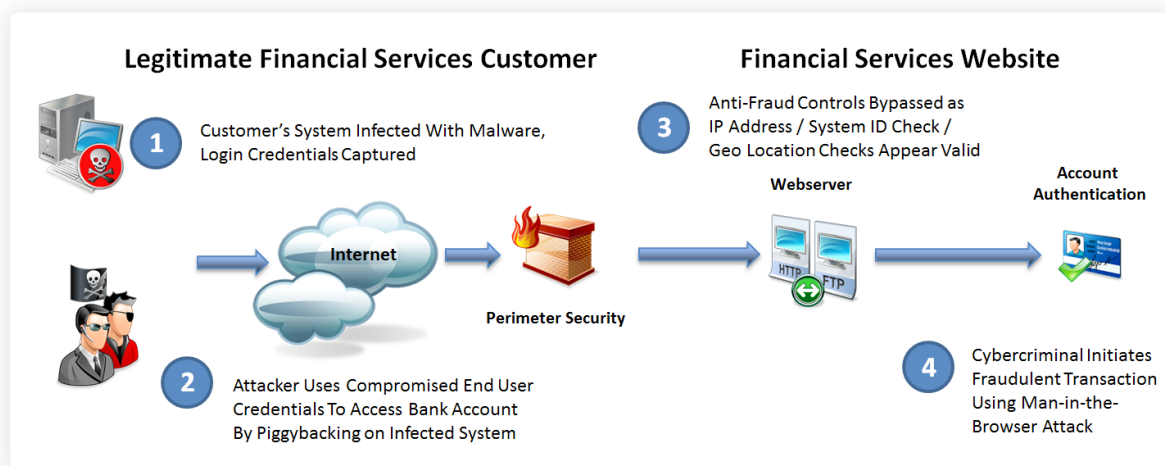 Legitimate Financial Services Customer
Financial Services Website
1
Customer's System Infected With Malware,
Login Credentials Captured
3
Anti-Fraud Controls Bypassed as
IP Address / System ID Check /
Geo Location Checks Appear Valid
Webserver
Account
Authentication
Internet
HTTP
FTP
Perimeter Security
2
Attacker Uses Compromised End User
Credentials To Access Bank Account
By Piggybacking on Infected System
4
Cybercriminal Initiates
Fraudulent Transaction
Using Man-in-the-
Browser Attack